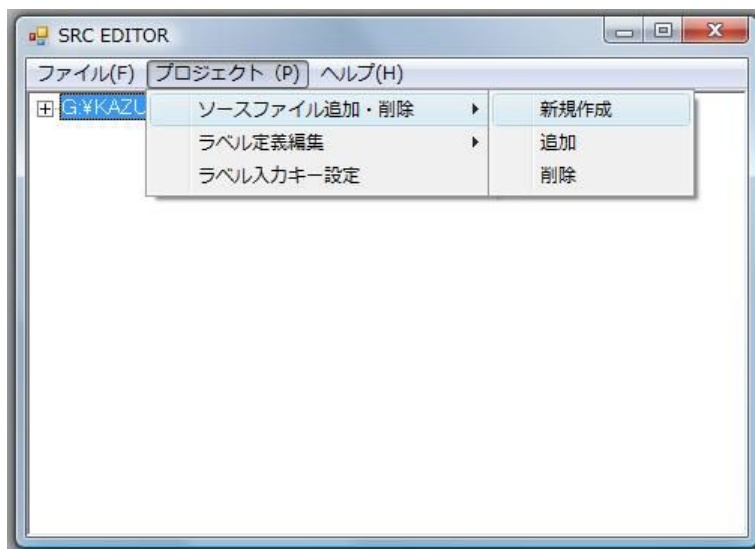 SRC EDITOR
ファイル(F) プロジェクト (P) ヘルプ(H)
G:¥KAZU
ソースファイル追加・削除
新規作成
ラベル定義編集
追加
ラベル入力キー設定
削除